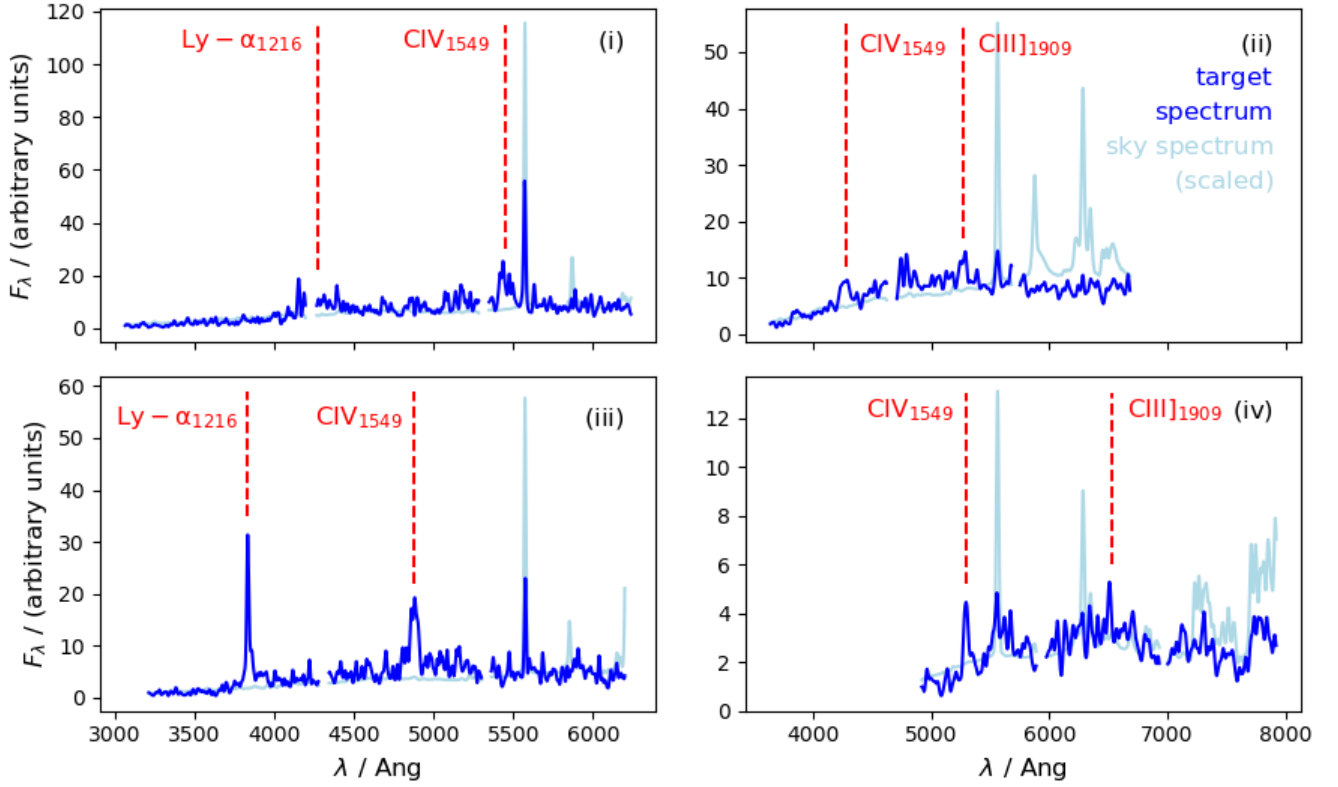 120
100
80
60
40
20
0
F_λ / (arbitrary units)
Ly − α₁₂₁₆
CIV₁₅₄₉
(i)
50
40
30
20
10
0
CIV₁₅₄₉
CIII]₁₉₀₉
(ii)
target
spectrum
sky spectrum
(scaled)
60
50
40
30
20
10
0
F_λ / (arbitrary units)
Ly − α₁₂₁₆
CIV₁₅₄₉
(iii)
3000 4000 4500 5000 5500 6000
λ / Ang
12
10
8
6
4
2
0
CIV₁₅₄₉
CIII]₁₉₀₉
(iv)
4000 5000 6000 7000 8000
λ / Ang